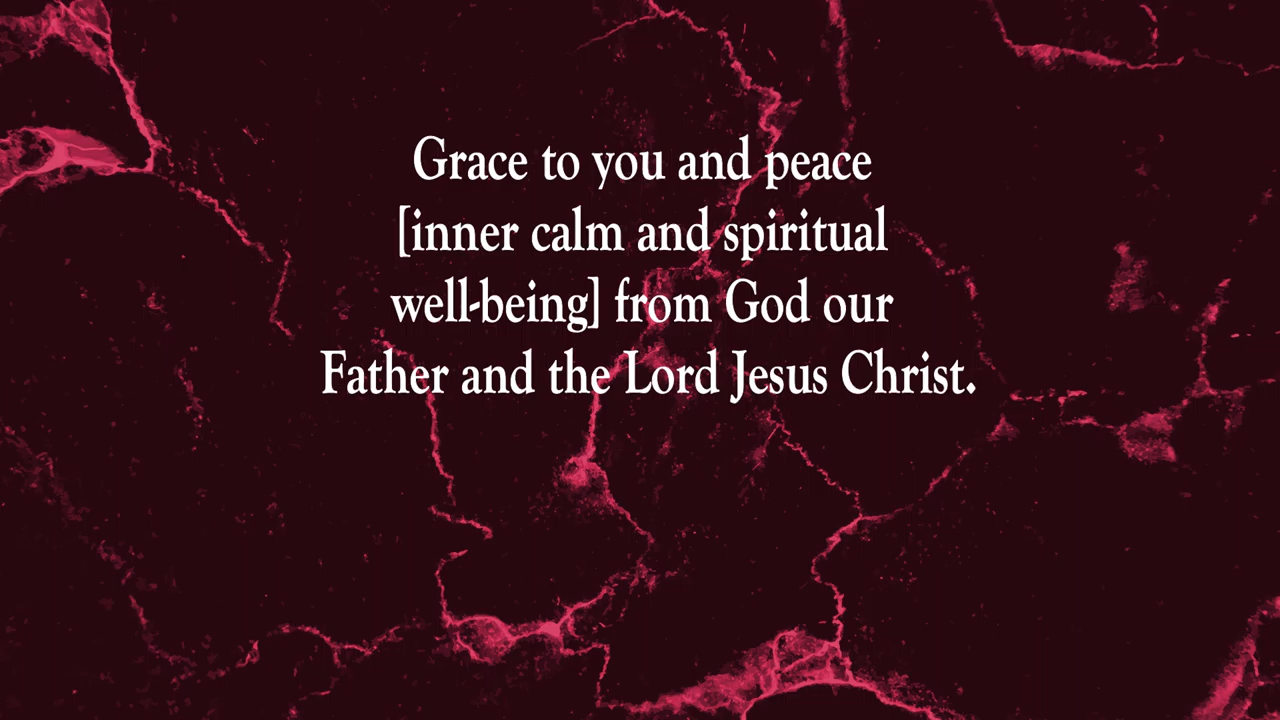 Grace to you and peace
[inner calm and spiritual
well-being] from God our
Father and the Lord Jesus Christ.